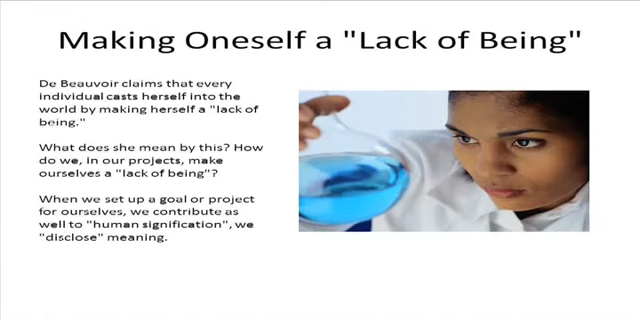 Making Oneself a "Lack of Being"
De Beauvoir claims that every
individual casts herself into the
world by making herself a "lack of
being."
What does she mean by this? How
do we, in our projects, make
ourselves a "lack of being"?
When we set up a goal or project
for ourselves, we contribute as
well to "human signification", we
"disclose" meaning.